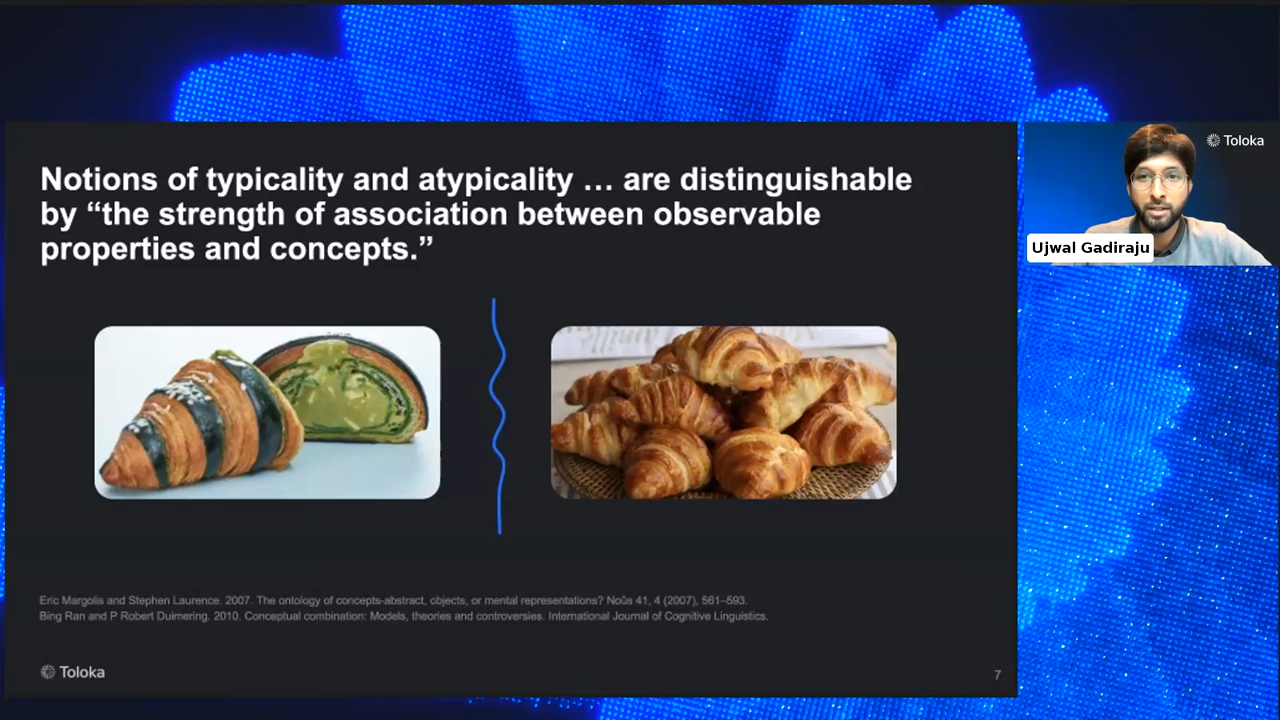 Notions of typicality and atypicality … are distinguishable
by “the strength of association between observable
properties and concepts.”
Toloka
Ujwal Gadiraju
Eric Margolis and Stephen Laurence. 2007. The ontology of concepts-abstract, objects, or mental representations? Noûs 41, 4 (2007), 561–593.
Bing Ran and P Robert Duimering. 2010. Conceptual combination: Models, theories and controversies. International Journal of Cognitive Linguistics.
Toloka
7